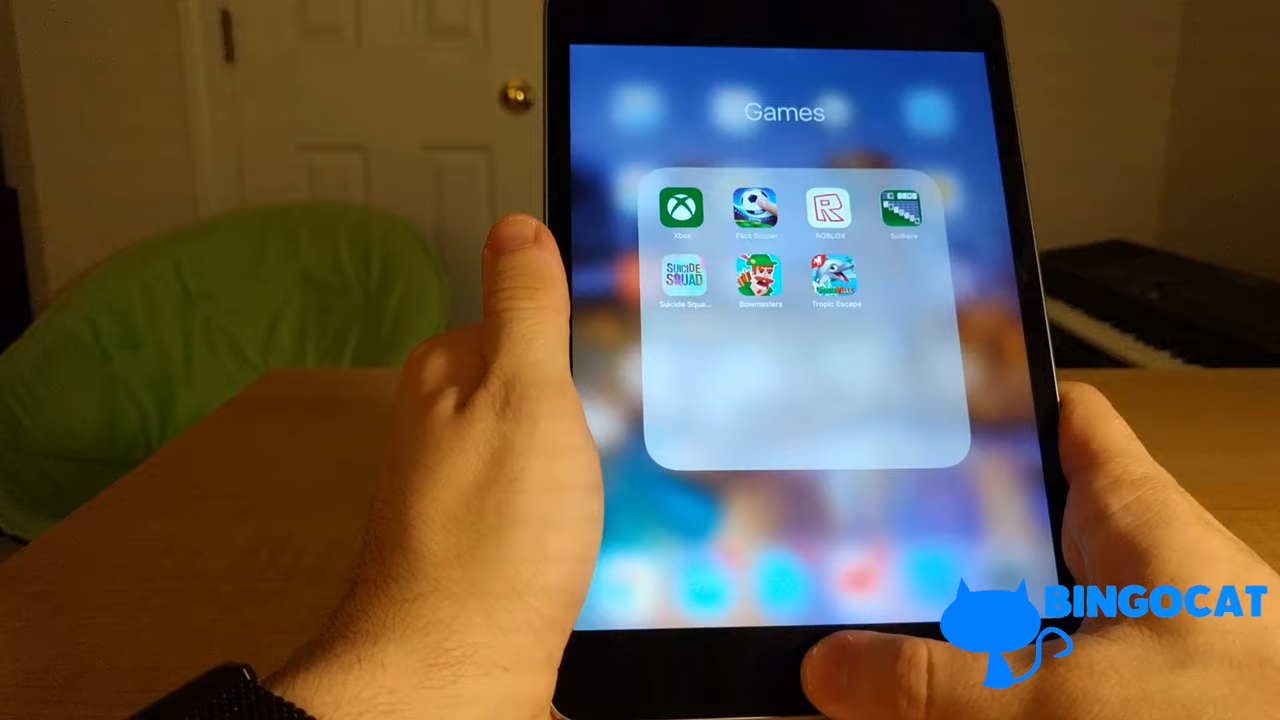 Games
Xbox
Flick Soccer
ROBLOX
Solitaire
SUICIDE
SQUAD
Suicide Squa...
Bowmasters
Tropic Escape
BINGOCAT